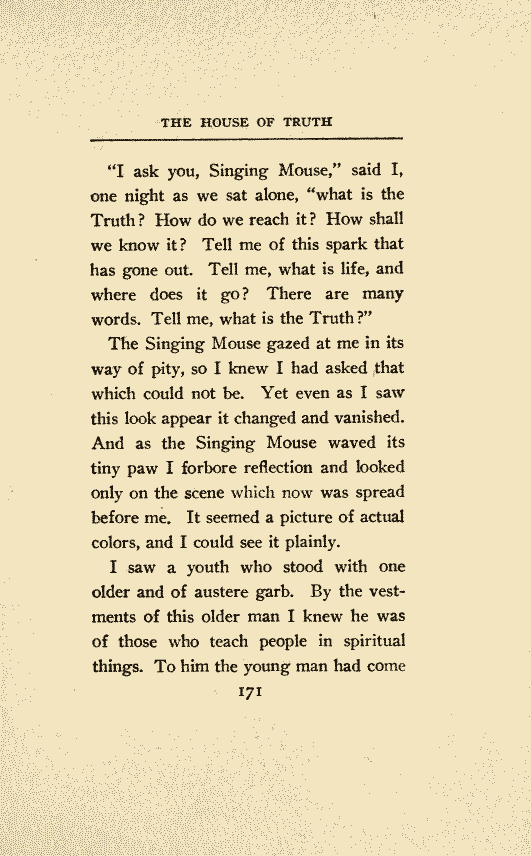 THE HOUSE OF TRUTH
"I ask you, Singing Mouse," said I,
one night as we sat alone, "what is the
Truth? How do we reach it? How shall
we know it? Tell me of this spark that
has gone out. Tell me, what is life, and
where does it go? There are many
words. Tell me, what is the Truth?"
The Singing Mouse gazed at me in its
way of pity, so I knew I had asked that
which could not be. Yet even as I saw
this look appear it changed and vanished.
And as the Singing Mouse waved its
tiny paw I forbore reflection and looked
only on the scene which now was spread
before me. It seemed a picture of actual
colors, and I could see it plainly.
I saw a youth who stood with one
older and of austere garb. By the vest-
ments of this older man I knew he was
of those who teach people in spiritual
things. To him the young man had come
171